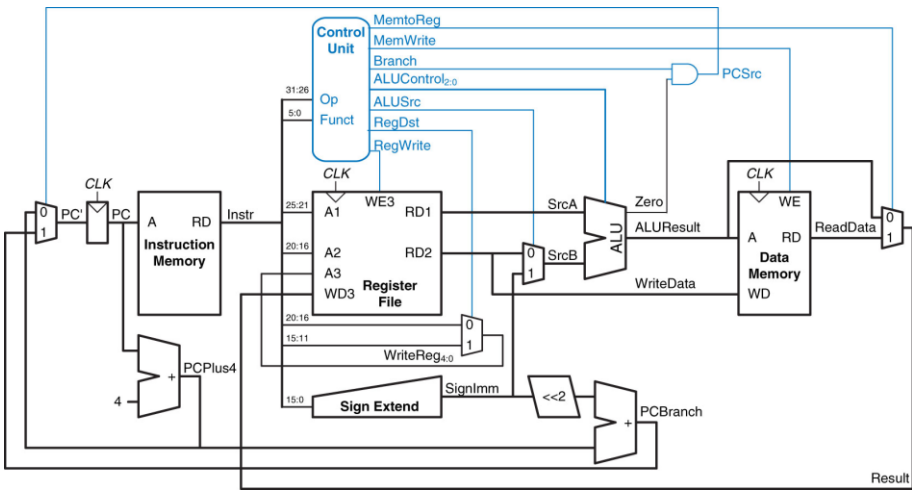 MemtoReg
Control
Unit
MemWrite
Branch
ALUControl2:0
PCSrc
31:26
Op
ALUSrc
5:0
Funct
RegDst
RegWrite
CLK
CLK
CLK
0
1
PC'
PC
A
RD
Instr
Instruction
Memory
25:21
A1
WE3
RD1
SrcA
Zero
WE
0
1
20:16
A2
RD2
0
1
SrcB
ALU
ALUResult
A
RD
ReadData
A3
Register
File
Data
Memory
WD3
WriteData
WD
20:16
0
15:11
1
WriteReg4:0
PCPlus4
+
4
15:0
Sign Extend
SignImm
<<2
PCBranch
+
Result